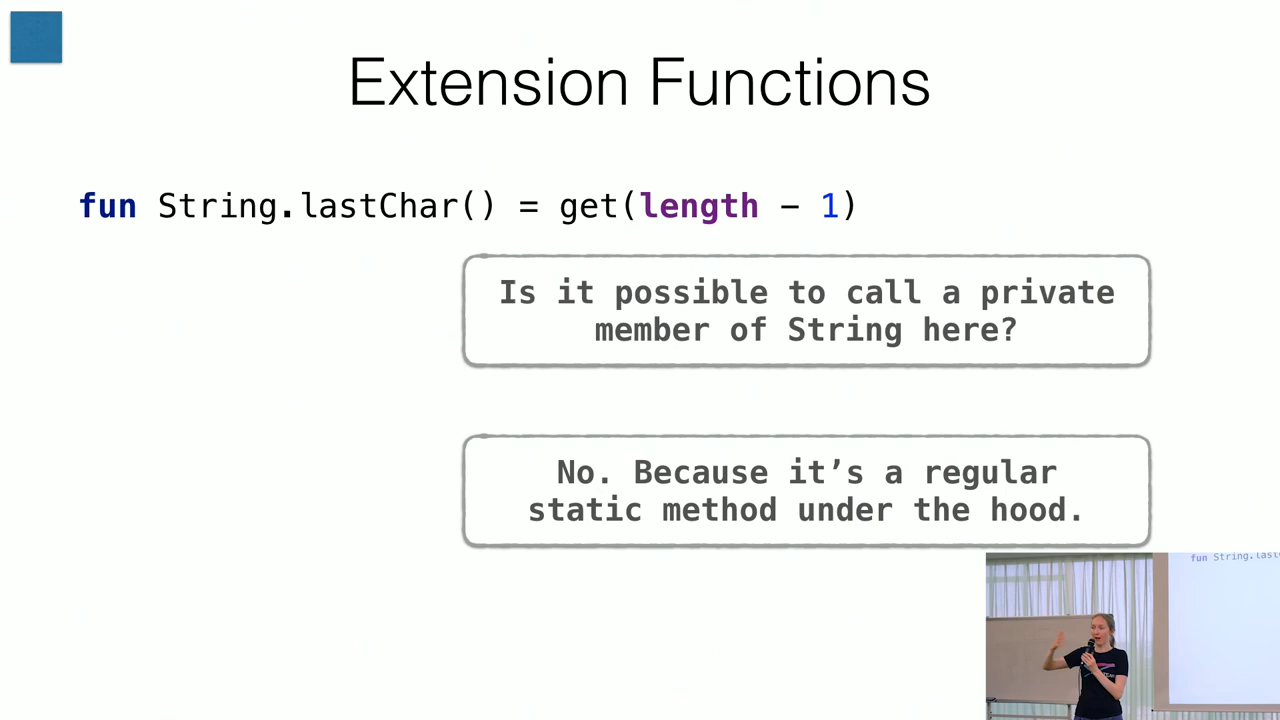 Extension Functions
fun String.lastChar() = get(length - 1)
Is it possible to call a private
member of String here?
No. Because it’s a regular
static method under the hood.
fun String.last